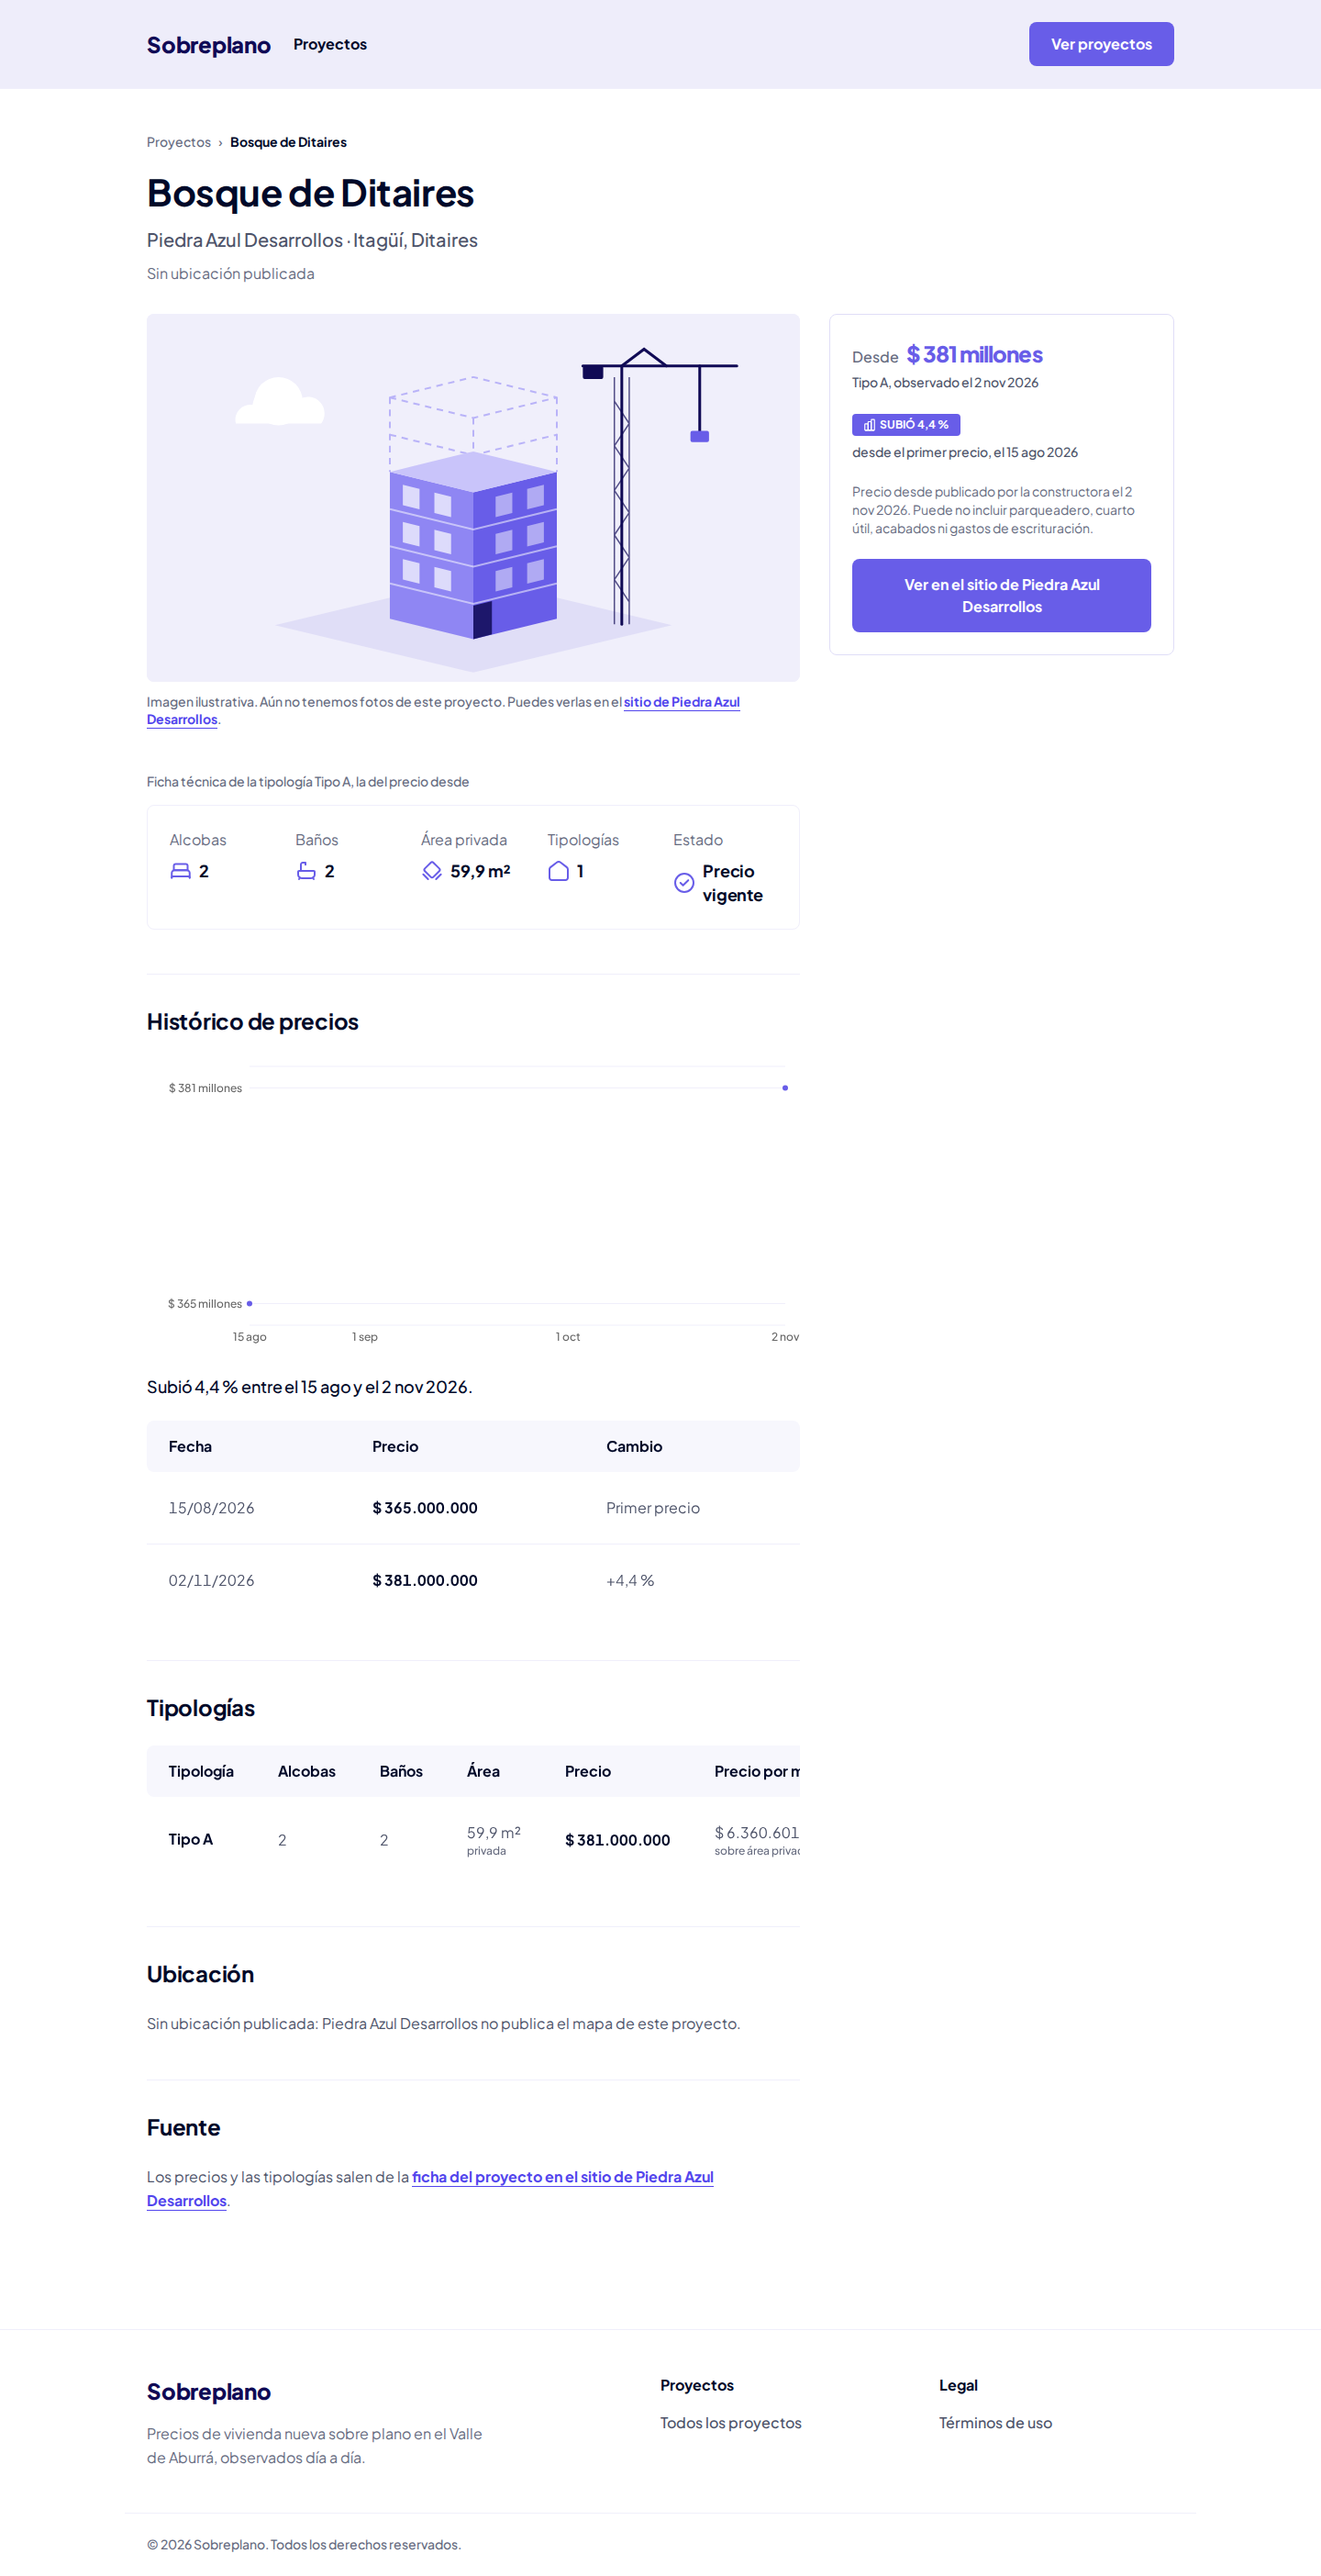 Sobreplano
Proyectos
Ver proyectos
Proyectos › Bosque de Ditaires
Bosque de Ditaires
Piedra Azul Desarrollos · Itagüí, Ditaires
Sin ubicación publicada
Desde $ 381 millones
Tipo A, observado el 2 nov 2026
SUBIÓ 4,4 %
desde el primer precio, el 15 ago 2026
Precio desde publicado por la constructora el 2
nov 2026. Puede no incluir parqueadero, cuarto
útil, acabados ni gastos de escrituración.
Ver en el sitio de Piedra Azul
Desarrollos
Imagen ilustrativa. Aún no tenemos fotos de este proyecto. Puedes verlas en el sitio de Piedra Azul
Desarrollos.
Ficha técnica de la tipología Tipo A, la del precio desde
Alcobas Baños Área privada Tipologías Estado
2 2 59,9 m² 1 Precio
vigente
Histórico de precios
$ 381 millones
$ 365 millones
15 ago 1 sep 1 oct 2 nov
Subió 4,4 % entre el 15 ago y el 2 nov 2026.
Fecha Precio Cambio
15/08/2026 $ 365.000.000 Primer precio
02/11/2026 $ 381.000.000 +4,4 %
Tipologías
Tipología Alcobas Baños Área Precio Precio por m
Tipo A 2 2 59,9 m² $ 381.000.000 $ 6.360.601
privada sobre área privad
Ubicación
Sin ubicación publicada: Piedra Azul Desarrollos no publica el mapa de este proyecto.
Fuente
Los precios y las tipologías salen de la ficha del proyecto en el sitio de Piedra Azul
Desarrollos.
Sobreplano
Precios de vivienda nueva sobre plano en el Valle
de Aburrá, observados día a día.
Proyectos
Todos los proyectos
Legal
Términos de uso
© 2026 Sobreplano. Todos los derechos reservados.